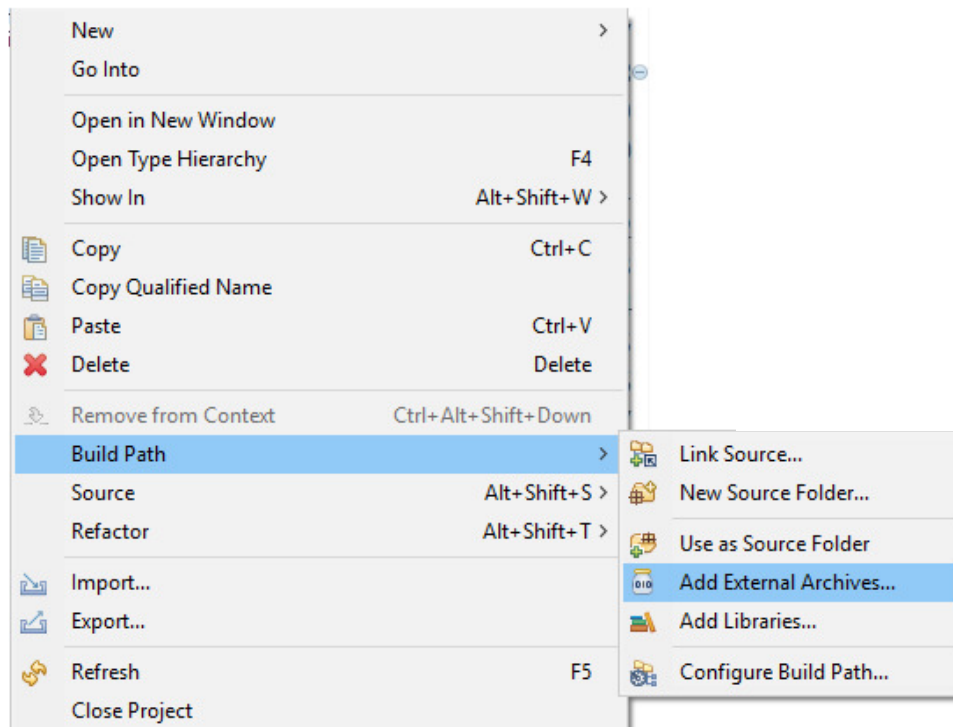 New
Go Into
Open in New Window
Open Type Hierarchy F4
Show In Alt+Shift+W >
Copy Ctrl+C
Copy Qualified Name
Paste Ctrl+V
Delete Delete
Remove from Context Ctrl+Alt+Shift+Down
Build Path
Source Alt+Shift+S >
Refactor Alt+Shift+T >
Import...
Export...
Refresh F5
Close Project
Link Source...
New Source Folder...
Use as Source Folder
Add External Archives...
Add Libraries...
Configure Build Path...